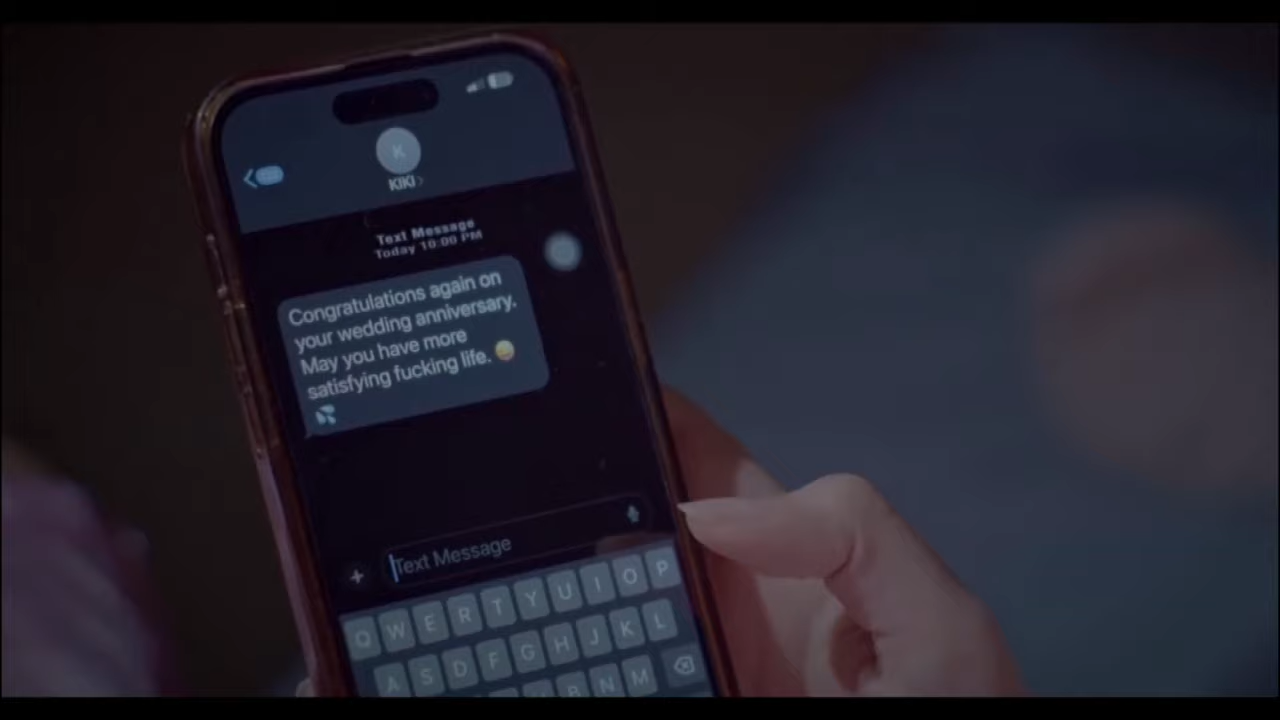 K
KIKI
Text Message
Today 10:00 PM
Congratulations again on
your wedding anniversary.
May you have more
satisfying fucking life. 😄
💦
Text Message
Q W E R T Y U I O P
A S D F G H J K L
B N M